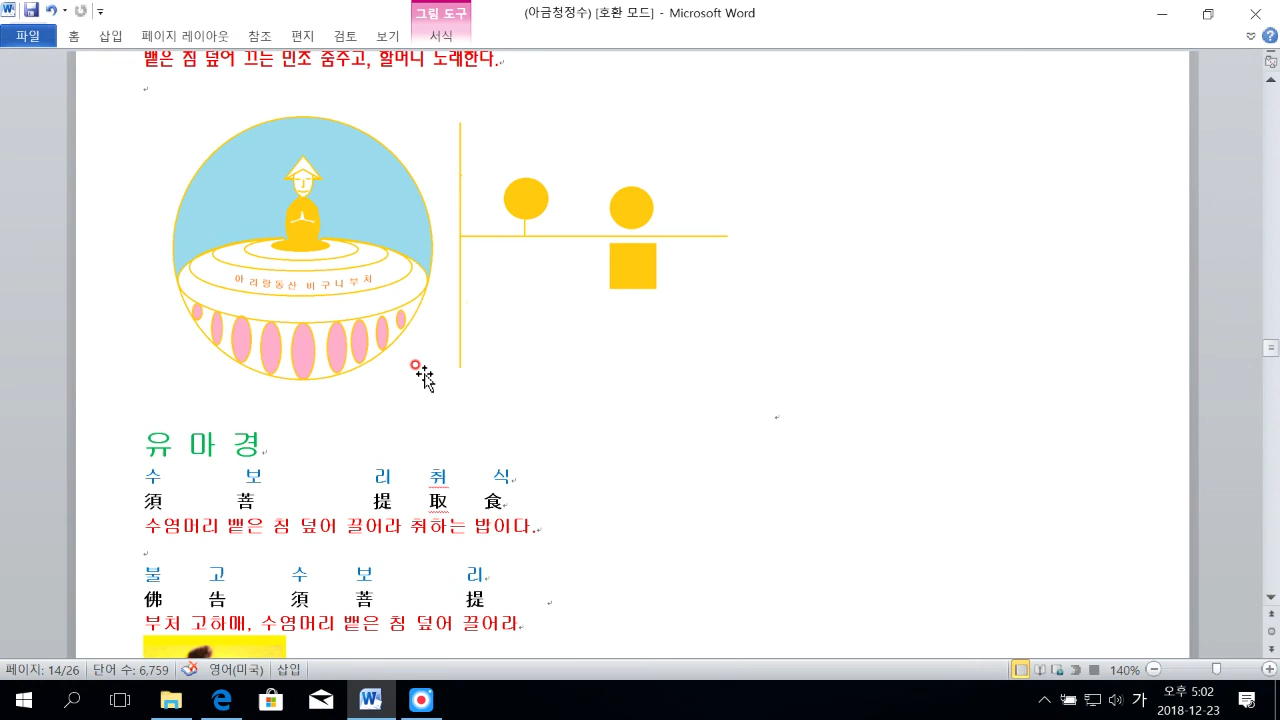 그림 도구
(아금청정수) [호환 모드] - Microsoft Word
파일 홈 삽입 페이지 레이아웃 참조 편지 검토 보기 서식
뱉은 침 덮어 끄는 민조 줌주고, 할머니 노래한다.
아리랑동산 비구니부처
유 마 경
수 보 리 취 식
須 菩 提 取 食
수염머리 뱉은 침 덮어 끌어라 취하는 밥이다.
불 고 수 보 리
佛 告 須 菩 提
부처 고하매, 수염머리 뱉은 침 덮어 끌어라
페이지: 14/26 단어 수: 6,759 영어(미국) 삽입 140%
가 오후 5:02
2018-12-23